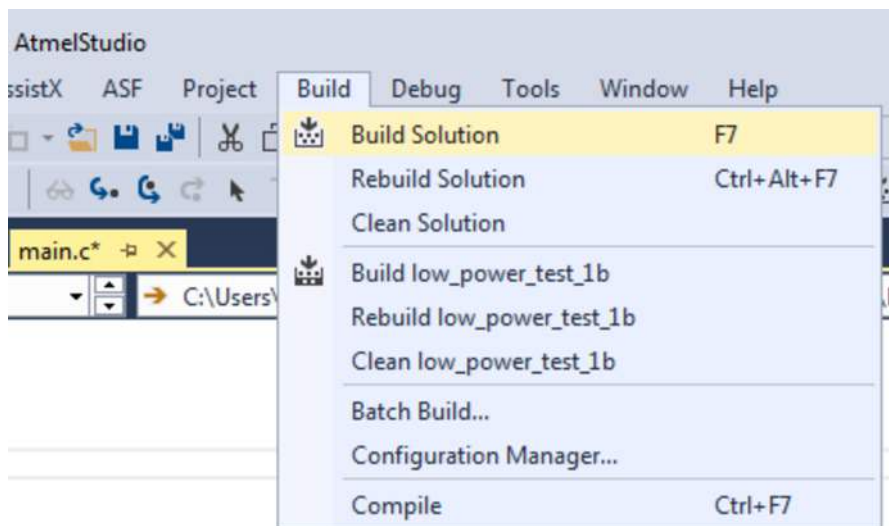 AtmelStudio
ssistX ASF Project Build Debug Tools Window Help
Build Solution F7
Rebuild Solution Ctrl+Alt+F7
Clean Solution
main.c*
Build low_power_test_1b
C:\Users\
Rebuild low_power_test_1b
Clean low_power_test_1b
Batch Build...
Configuration Manager...
Compile Ctrl+F7